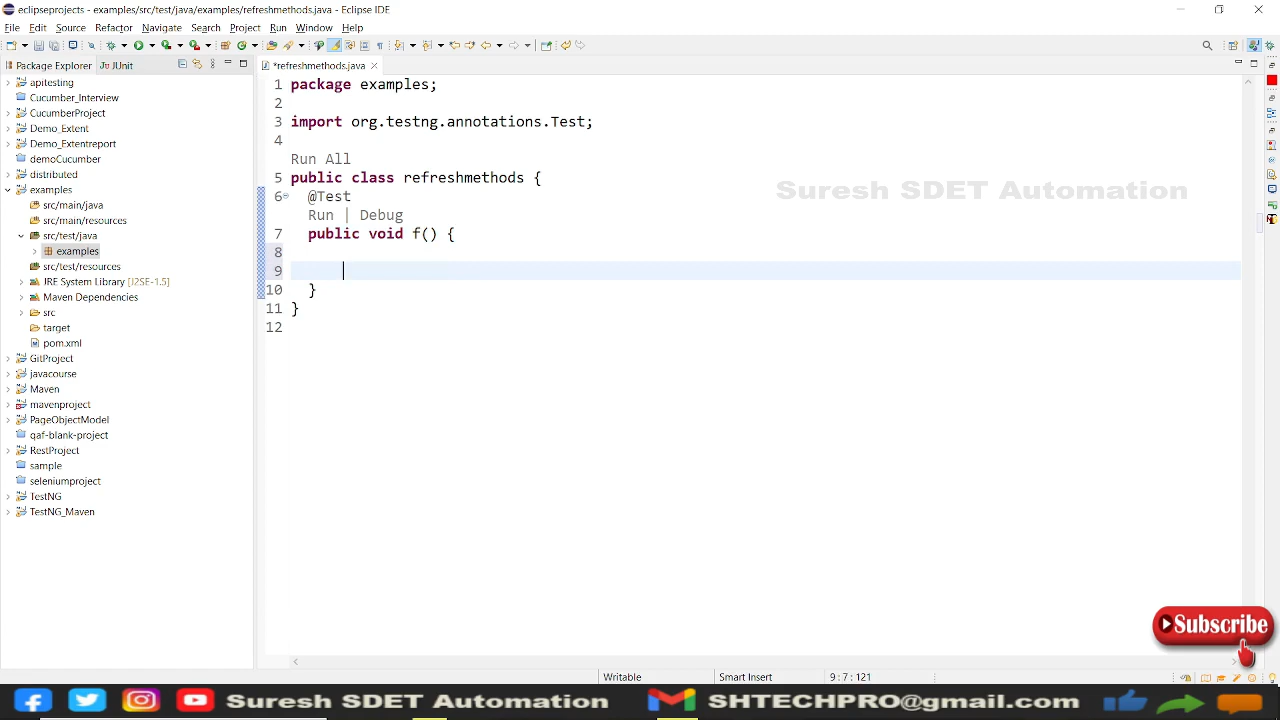 eclipseprojects - examples/src/test/java/examples/refreshmethods.java - Eclipse IDE
File Edit Source Refactor Navigate Search Project Run Window Help
Package Explorer JUnit
*refreshmethods.java
apitesting
Cucumber_Interview
CucumberProject
Demo_Extent
Demo_Extentreport
demoCucumber
distributed
examples
src/main/java
src/main/resources
src/test/java
examples
src/test/resources
JRE System Library [J2SE-1.5]
Maven Dependencies
src
target
pom.xml
GitProject
javacourse
Maven
mavenproject
PageObjectModel
qaf-blank-project
RestProject
sample
seleniumproject
TestNG
TestNG_Maven
1 package examples;
2
3 import org.testng.annotations.Test;
4
Run All
5 public class refreshmethods {
6 @Test
Run | Debug
7 public void f() {
8
9
10 }
11 }
12
Suresh SDET Automation
Subscribe
Writable Smart Insert 9 : 7 : 121
Suresh SDET Automation SHTECHPRO@gmail.com